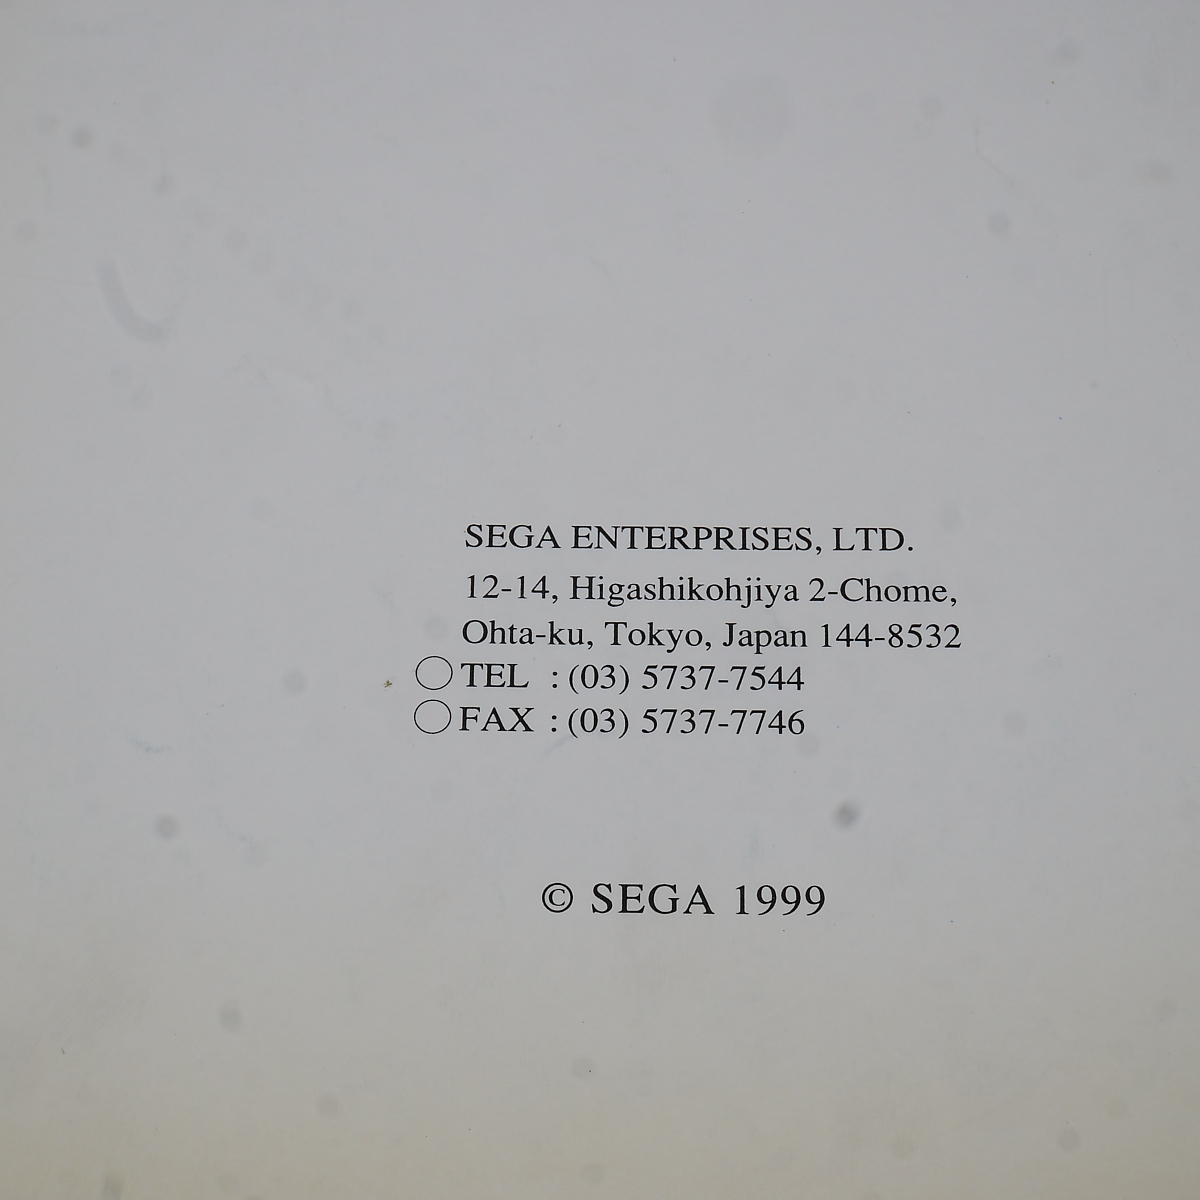 SEGA ENTERPRISES, LTD.
12-14, Higashikohjiya 2-Chome,
Ohta-ku, Tokyo, Japan 144-8532
◯TEL : (03) 5737-7544
◯FAX : (03) 5737-7746
© SEGA 1999